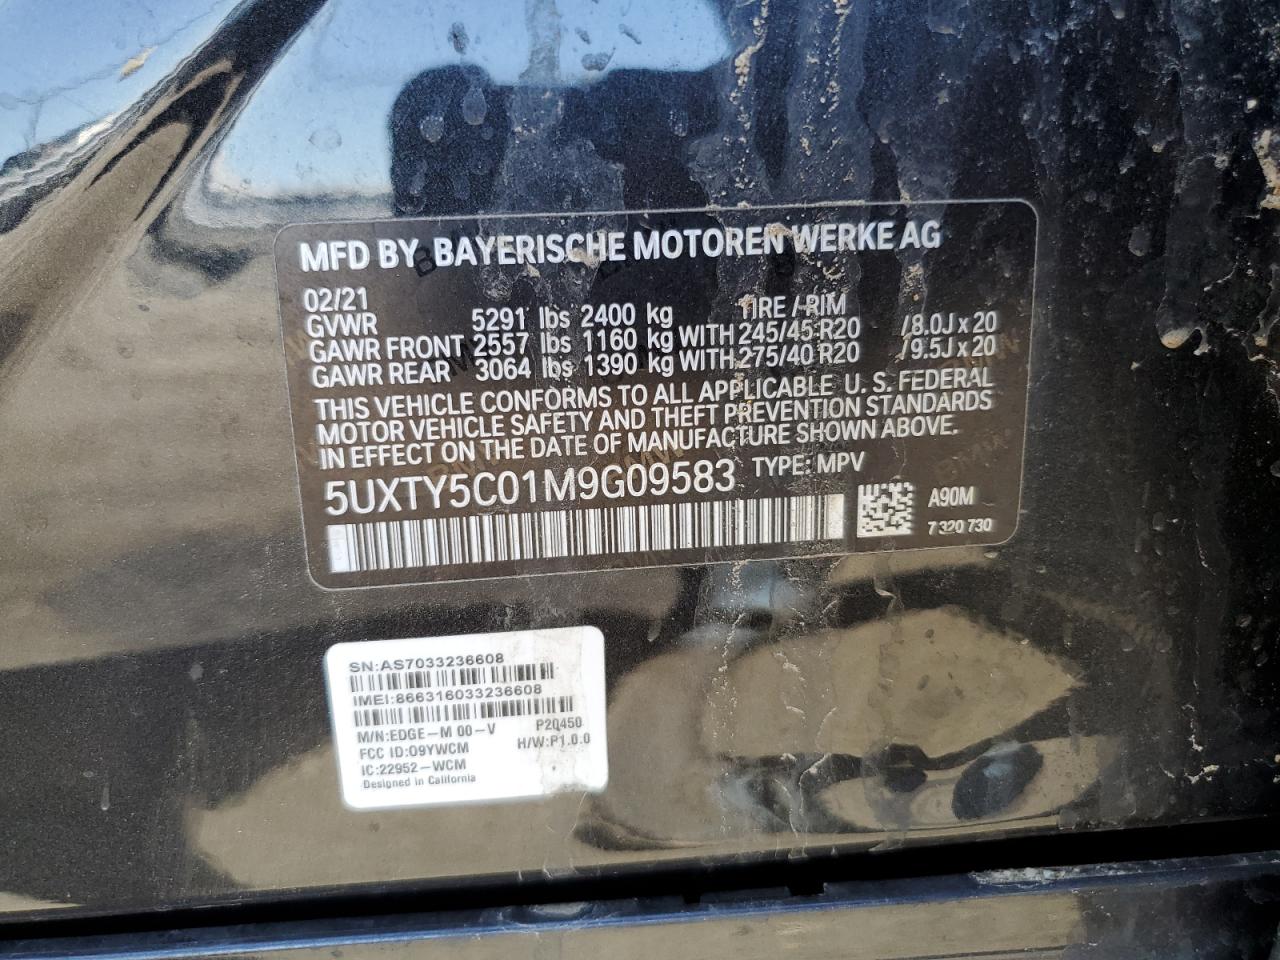 MFD BY BAYERISCHE MOTOREN WERKE AG
02/21 TIRE / RIM
GVWR 5291 lbs 2400 kg
GAWR FRONT 2557 lbs 1160 kg WITH 245/45 R20 /8.0J x 20
GAWR REAR 3064 lbs 1390 kg WITH 275/40 R20 /9.5J x 20
THIS VEHICLE CONFORMS TO ALL APPLICABLE U. S. FEDERAL
MOTOR VEHICLE SAFETY AND THEFT PREVENTION STANDARDS
IN EFFECT ON THE DATE OF MANUFACTURE SHOWN ABOVE.
5UXTY5C01M9G09583 TYPE: MPV
A90M
7 320 730
SN:AS7033236608
IMEI:866316033236608
M/N:EDGE-M 00-V P2Q450
FCC ID:O9YWCM H/W:P1.0.0
IC:22952-WCM
Designed in California